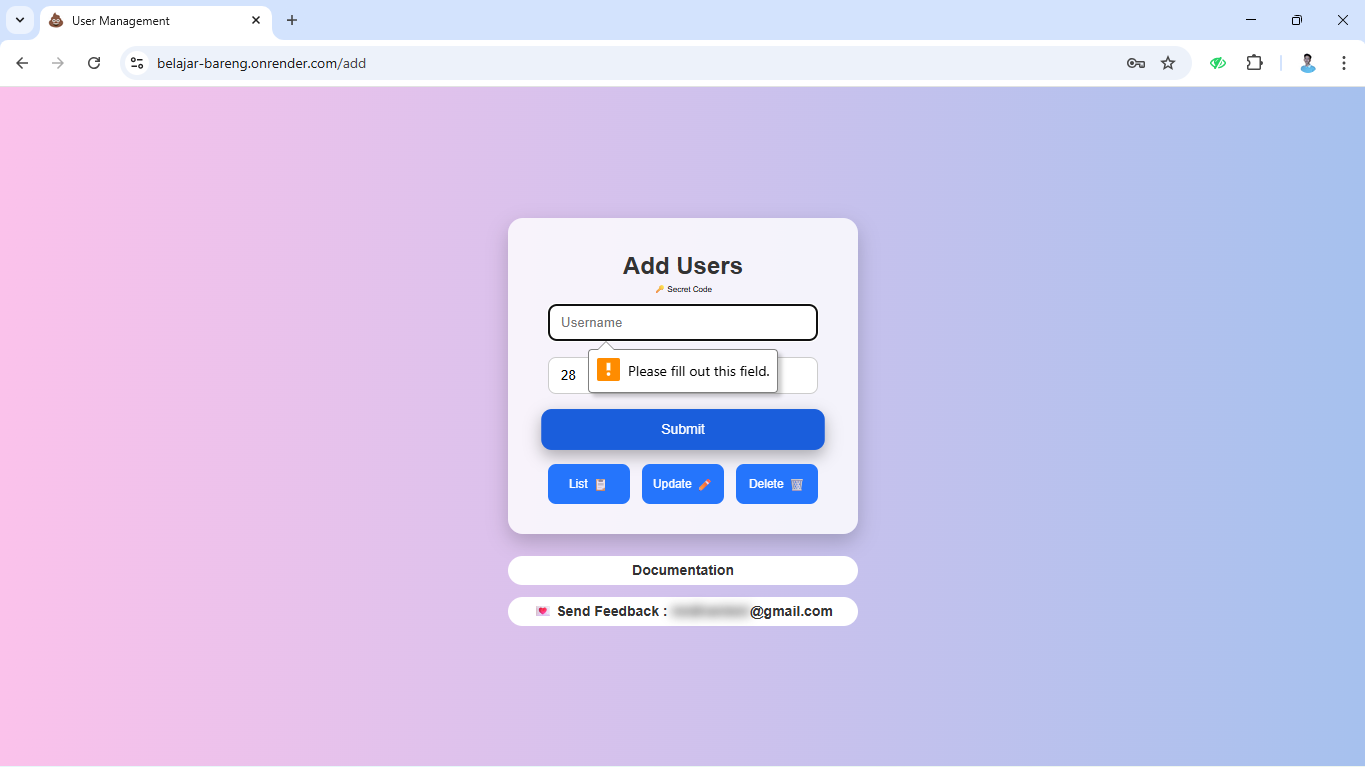 User Management
belajar-bareng.onrender.com/add
Add Users
Secret Code
Username
Please fill out this field.
28
Submit
List
Update
Delete
Documentation
Send Feedback : @gmail.com